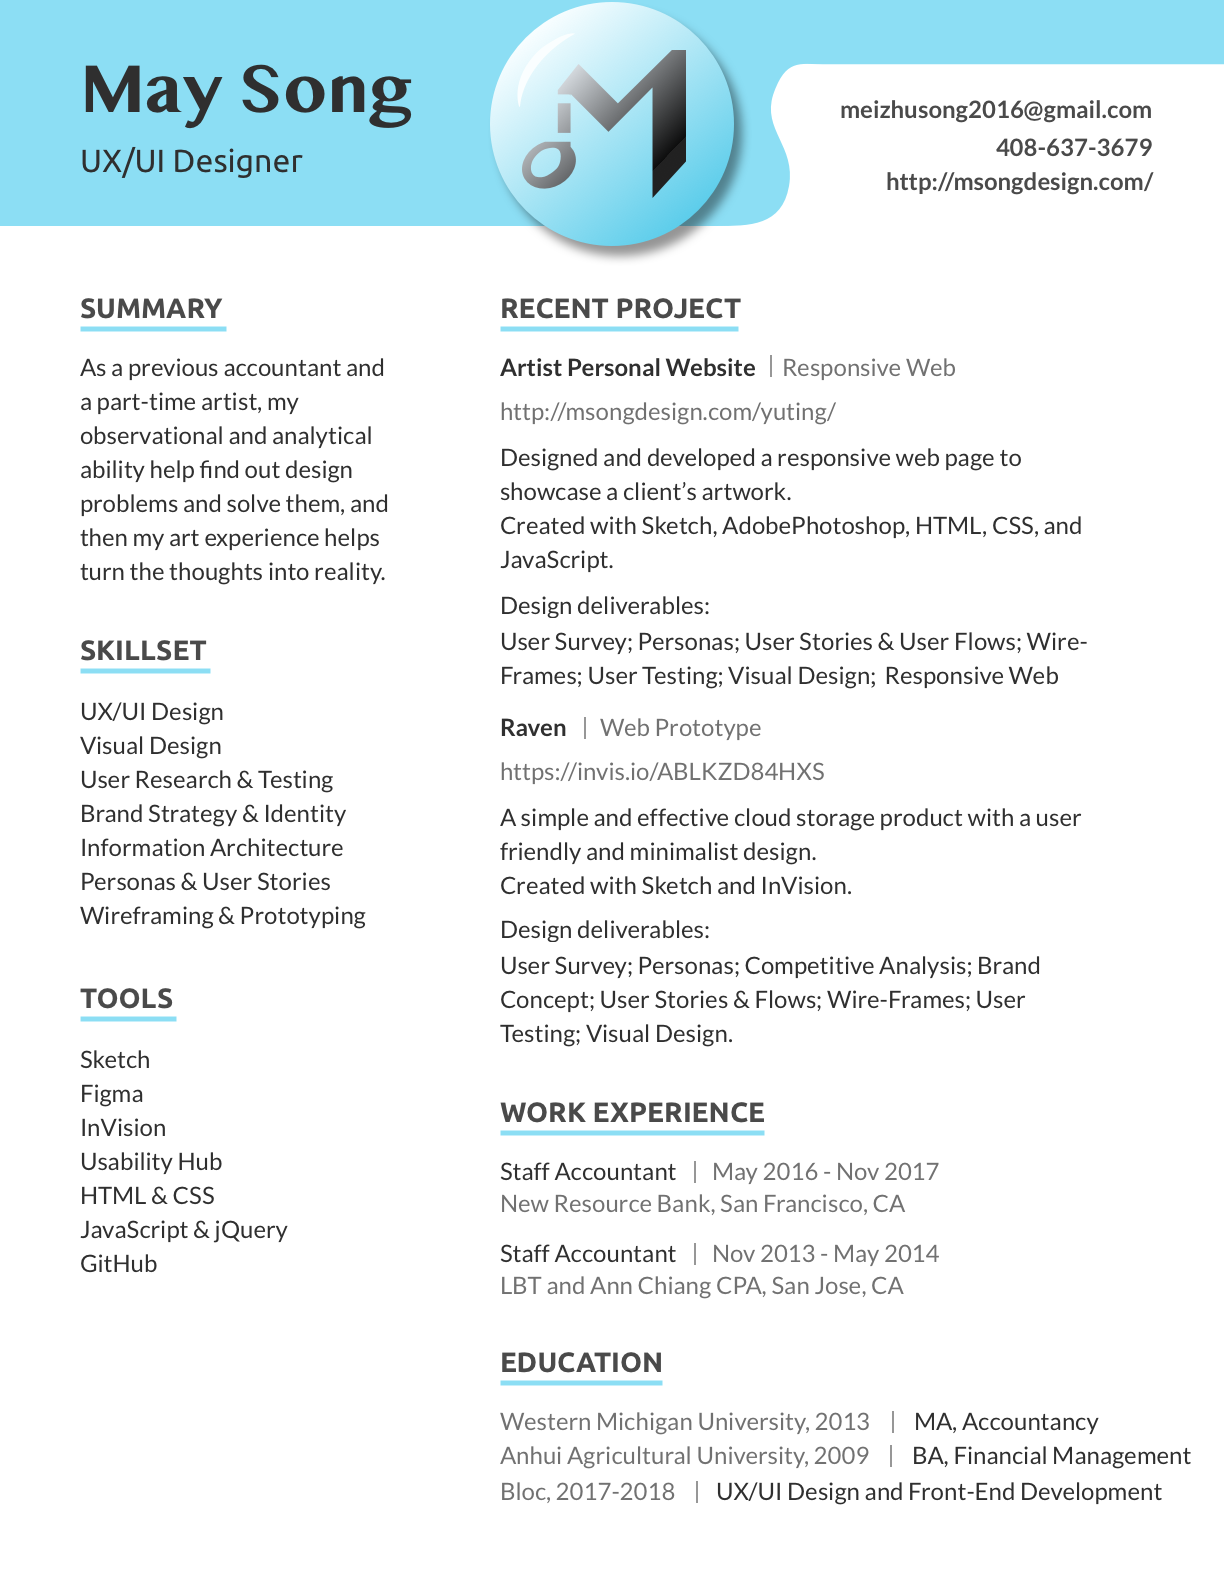 May Song
UX/UI Designer
M
meizhusong2016@gmail.com
408-637-3679
http://msongdesign.com/
SUMMARY
As a previous accountant and
a part-time artist, my
observational and analytical
ability help find out design
problems and solve them, and
then my art experience helps
turn the thoughts into reality.
SKILLSET
UX/UI Design
Visual Design
User Research & Testing
Brand Strategy & Identity
Information Architecture
Personas & User Stories
Wireframing & Prototyping
TOOLS
Sketch
Figma
InVision
Usability Hub
HTML & CSS
JavaScript & jQuery
GitHub
RECENT PROJECT
Artist Personal Website | Responsive Web
http://msongdesign.com/yuting/
Designed and developed a responsive web page to
showcase a client’s artwork.
Created with Sketch, AdobePhotoshop, HTML, CSS, and
JavaScript.
Design deliverables:
User Survey; Personas; User Stories & User Flows; Wire-
Frames; User Testing; Visual Design;  Responsive Web
Raven | Web Prototype
https://invis.io/ABLKZD84HXS
A simple and effective cloud storage product with a user
friendly and minimalist design.
Created with Sketch and InVision.
Design deliverables:
User Survey; Personas; Competitive Analysis; Brand
Concept; User Stories & Flows; Wire-Frames; User
Testing; Visual Design.
WORK EXPERIENCE
Staff Accountant | May 2016 - Nov 2017
New Resource Bank, San Francisco, CA
Staff Accountant | Nov 2013 - May 2014
LBT and Ann Chiang CPA, San Jose, CA
EDUCATION
Western Michigan University, 2013 | MA, Accountancy
Anhui Agricultural University, 2009 | BA, Financial Management
Bloc, 2017-2018 | UX/UI Design and Front-End Development